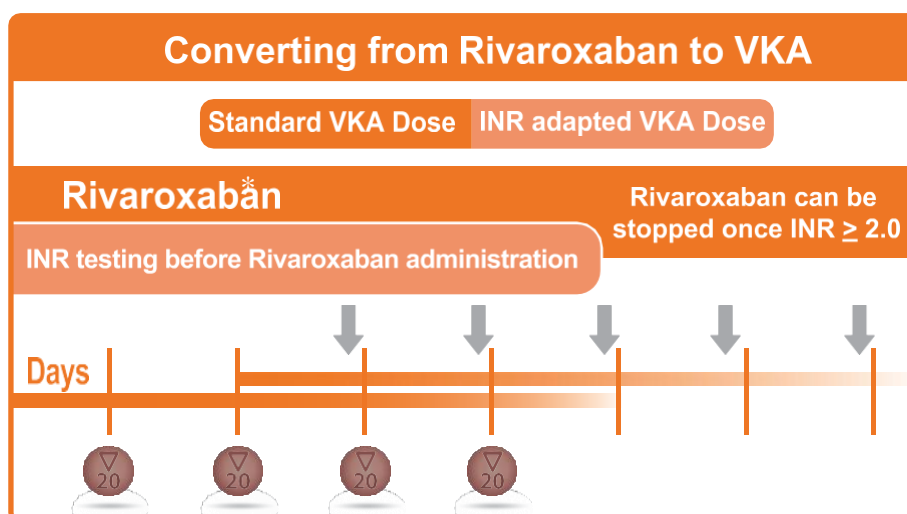 Converting from Rivaroxaban to VKA
Standard VKA Dose
INR adapted VKA Dose
Rivaroxaban*
Rivaroxaban can be
stopped once INR ≥ 2.0
INR testing before Rivaroxaban administration
Days
20
20
20
20